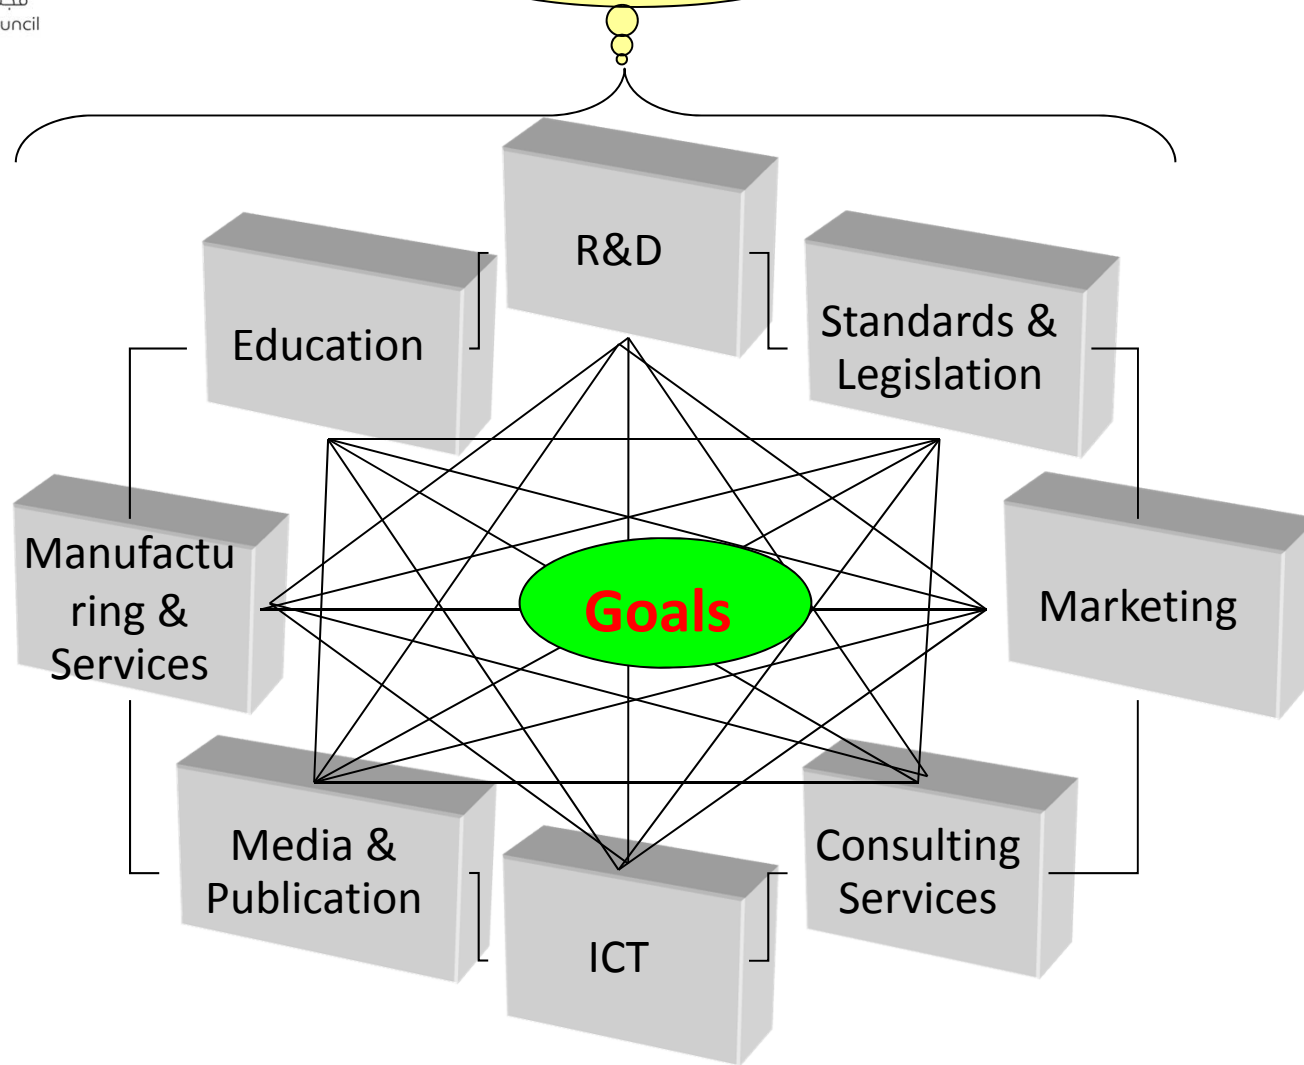 uncil
R&D
Education
Standards &
Legislation
Manufactu
ring &
Services
Goals
Marketing
Media &
Publication
Consulting
Services
ICT